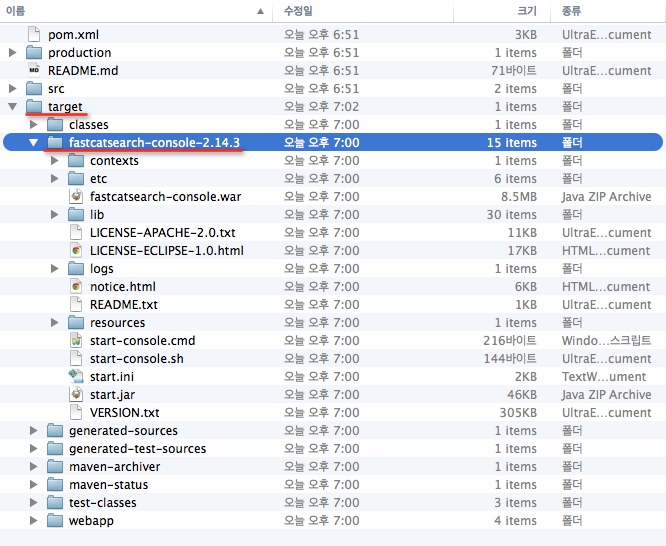 이름 수정일 크기 종류
pom.xml 오늘 오후 6:51 3KB UltraE...cument
production 오늘 오후 6:51 1 items 폴더
README.md 오늘 오후 6:51 71바이트 UltraE...cument
src 오늘 오후 6:51 2 items 폴더
target 오늘 오후 7:02 1 items 폴더
classes 오늘 오후 7:00 1 items 폴더
fastcatsearch-console-2.14.3 오늘 오후 7:00 15 items 폴더
contexts 오늘 오후 7:00 1 items 폴더
etc 오늘 오후 7:00 6 items 폴더
fastcatsearch-console.war 오늘 오후 7:00 8.5MB Java ZIP Archive
lib 오늘 오후 7:00 30 items 폴더
LICENSE-APACHE-2.0.txt 오늘 오후 7:00 11KB UltraE...cument
LICENSE-ECLIPSE-1.0.html 오늘 오후 7:00 17KB HTML...cument
logs 오늘 오후 7:00 1 items 폴더
notice.html 오늘 오후 7:00 6KB HTML...cument
README.txt 오늘 오후 7:00 1KB UltraE...cument
resources 오늘 오후 7:00 1 items 폴더
start-console.cmd 오늘 오후 7:00 216바이트 Windo...스크립트
start-console.sh 오늘 오후 7:00 144바이트 UltraE...cument
start.ini 오늘 오후 7:00 2KB TextW...ument
start.jar 오늘 오후 7:00 46KB Java ZIP Archive
VERSION.txt 오늘 오후 7:00 305KB UltraE...cument
generated-sources 오늘 오후 7:00 1 items 폴더
generated-test-sources 오늘 오후 7:00 1 items 폴더
maven-archiver 오늘 오후 7:00 1 items 폴더
maven-status 오늘 오후 7:00 1 items 폴더
test-classes 오늘 오후 7:00 3 items 폴더
webapp 오늘 오후 7:00 4 items 폴더